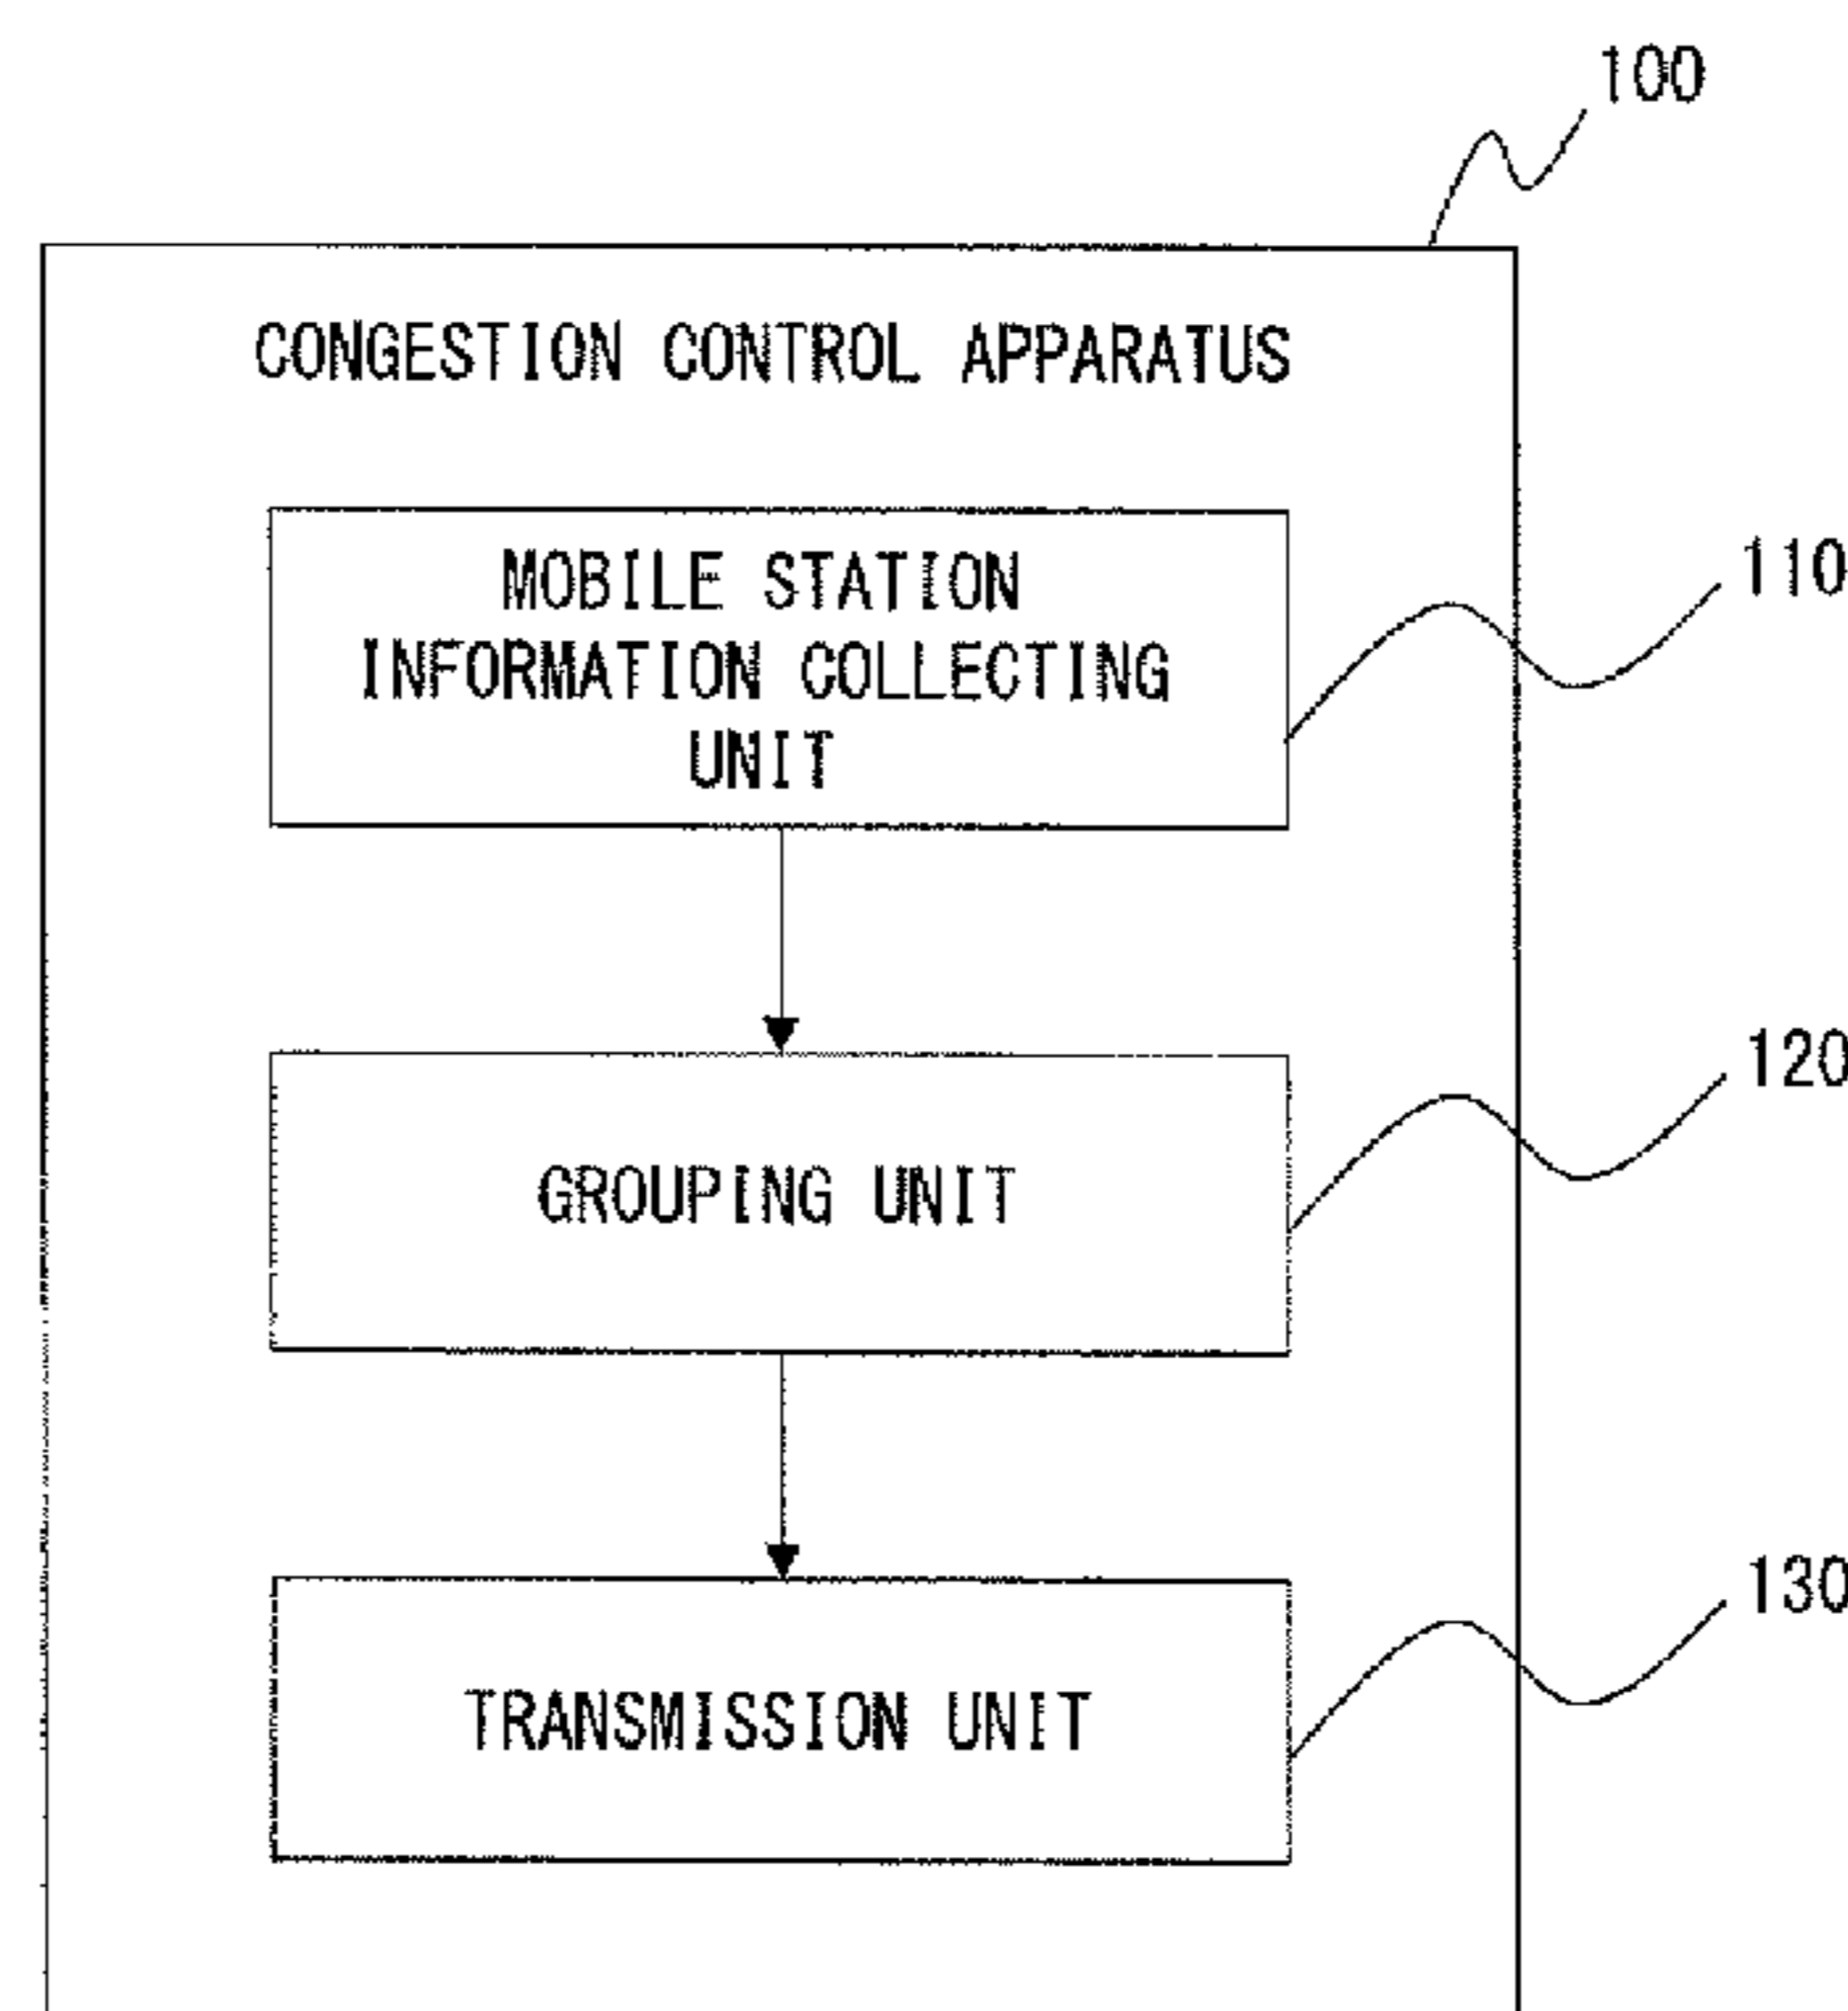 100
CONGESTION CONTROL APPARATUS
MOBILE STATION
INFORMATION COLLECTING
UNIT
110
GROUPING UNIT
120
TRANSMISSION UNIT
130